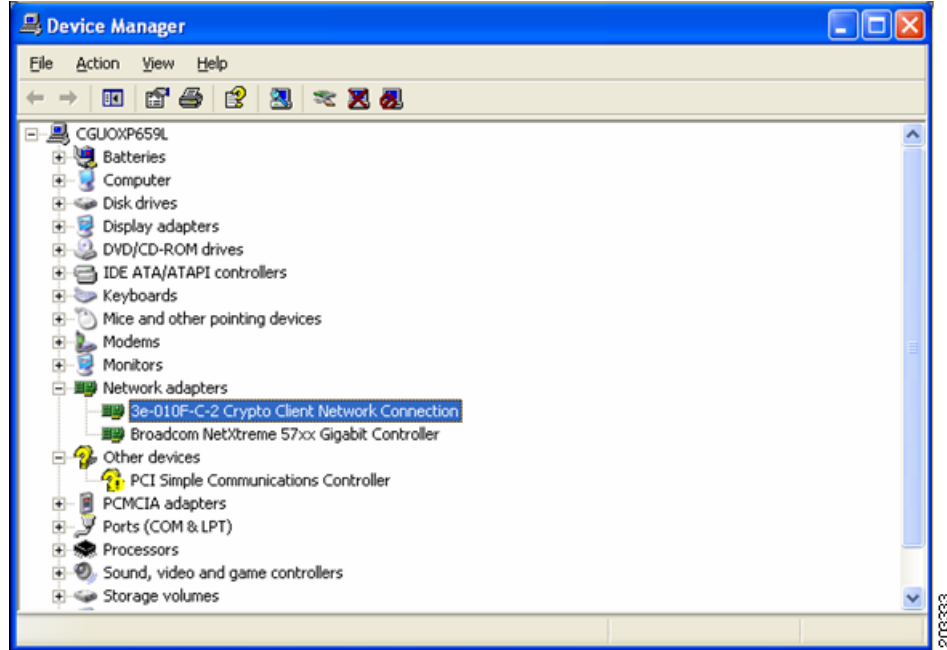 Device Manager
File Action View Help
CGUOXP659L
Batteries
Computer
Disk drives
Display adapters
DVD/CD-ROM drives
IDE ATA/ATAPI controllers
Keyboards
Mice and other pointing devices
Modems
Monitors
Network adapters
3e-010F-C-2 Crypto Client Network Connection
Broadcom NetXtreme 57xx Gigabit Controller
Other devices
PCI Simple Communications Controller
PCMCIA adapters
Ports (COM & LPT)
Processors
Sound, video and game controllers
Storage volumes
203333